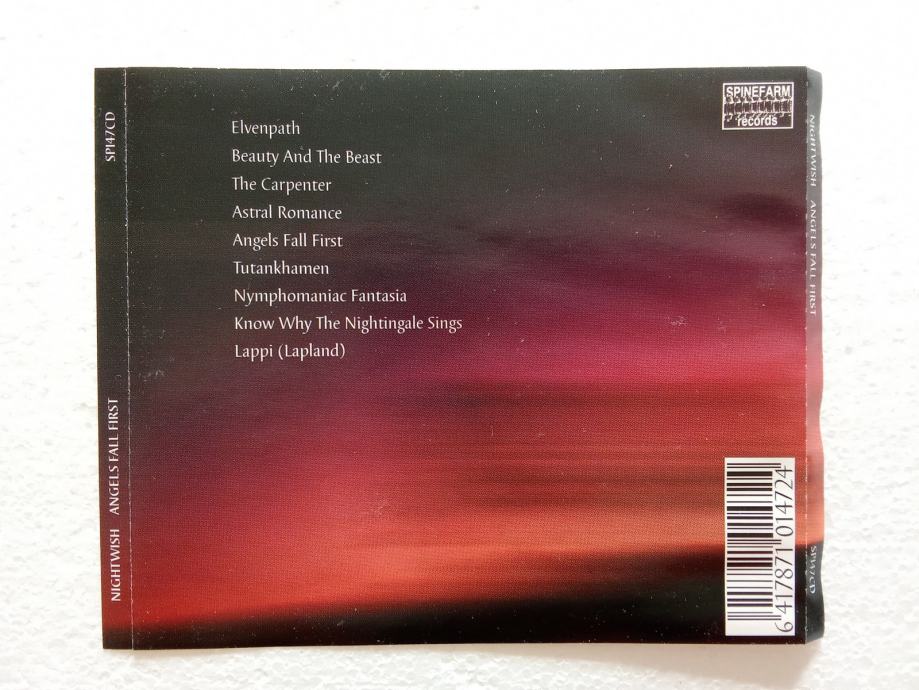 SPI47CD
NIGHTWISH ANGELS FALL FIRST
Elvenpath
Beauty And The Beast
The Carpenter
Astral Romance
Angels Fall First
Tutankhamen
Nymphomaniac Fantasia
Know Why The Nightingale Sings
Lappi (Lapland)
SPINEFARM
records
NIGHTWISH ANGELS FALL FIRST
SPI47CD
6 417871 014724